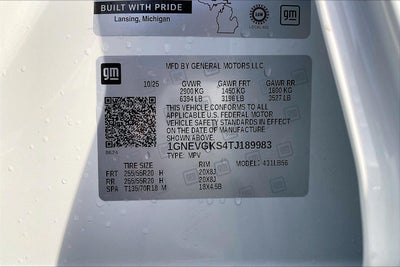 BUILT WITH PRIDE
Lansing, Michigan
gm
gm
MFD BY GENERAL MOTORS LLC
10/25 GVWR GAWR FRT GAWR RR
2900 KG 1450 KG 1600 KG
6394 LB 3196 LB 3527 LB
THIS VEHICLE CONFORMS TO ALL
APPLICABLE U.S. FEDERAL MOTOR
VEHICLE SAFETY STANDARDS IN EFFECT
ON THE DATE OF MANUFACTURE
SHOWN ABOVE.
1GNEVGKS4TJ189983
TYPE: MPV MODEL:
TIRE SIZE RIM
FRT 255/55R20 H 20X8J
RR 255/55R20 H 20X8J
SPA T135/70R18 M 18X4.5B